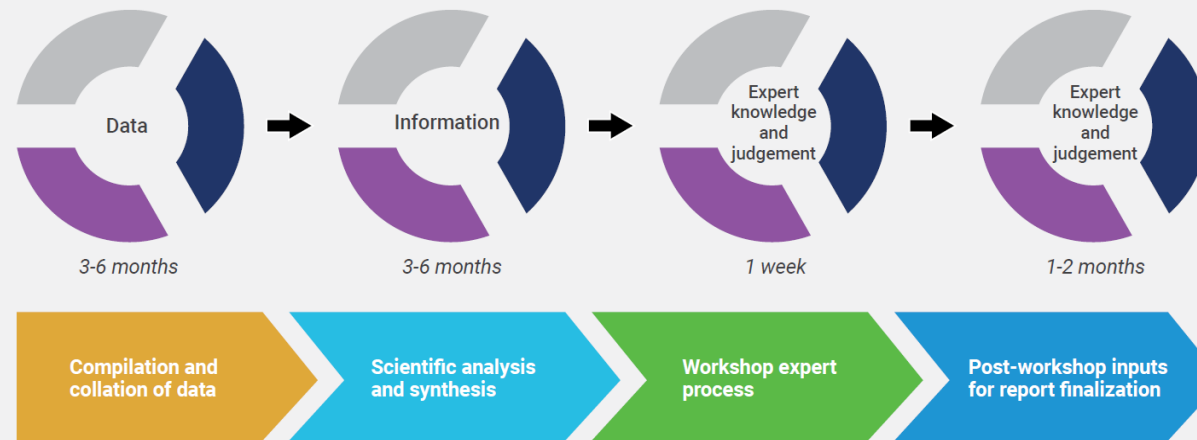 Data
Information
Expert
knowledge
and
judgement
Expert
knowledge
and
judgement
3-6 months
3-6 months
1 week
1-2 months
Compilation and
collation of data
Scientific analysis
and synthesis
Workshop expert
process
Post-workshop inputs
for report finalization